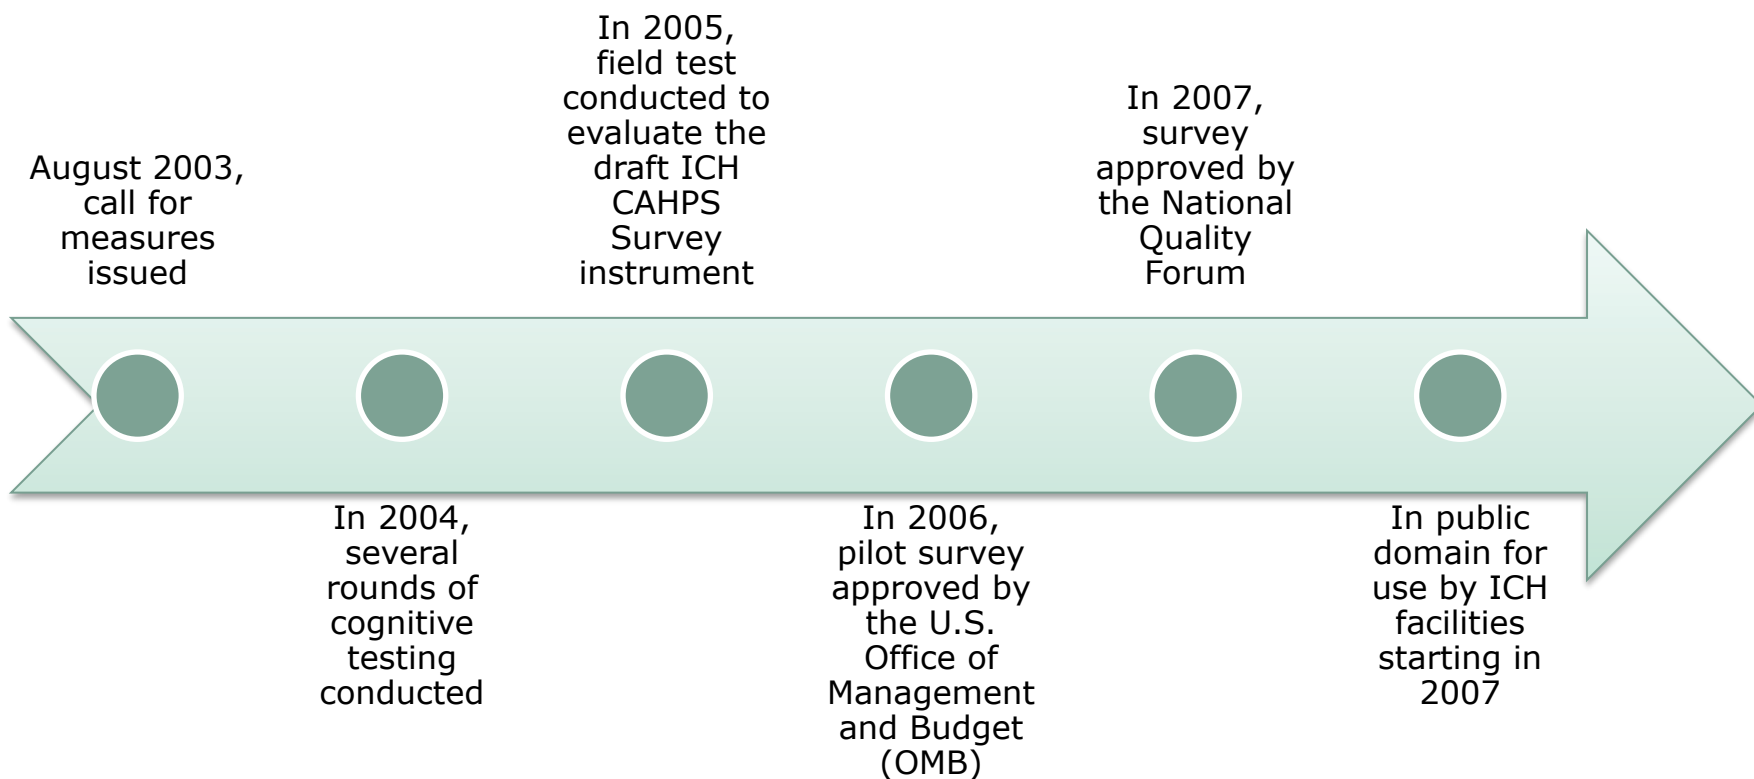 August 2003,
call for
measures
issued
In 2004,
several
rounds of
cognitive
testing
conducted
In 2005,
field test
conducted to
evaluate the
draft ICH
CAHPS
Survey
instrument
In 2006,
pilot survey
approved by
the U.S.
Office of
Management
and Budget
(OMB)
In 2007,
survey
approved by
the National
Quality
Forum
In public
domain for
use by ICH
facilities
starting in
2007